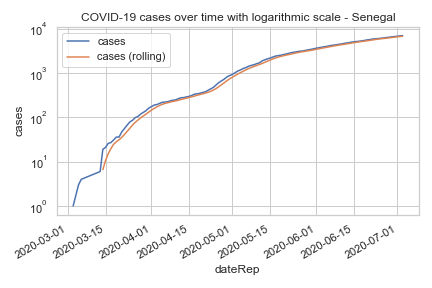 COVID-19 cases over time with logarithmic scale - Senegal
cases
cases (rolling)
10⁴
10³
10²
10¹
10⁰
cases
2020-03-01
2020-03-15
2020-04-01
2020-04-15
2020-05-01
2020-05-15
2020-06-01
2020-06-15
2020-07-01
dateRep